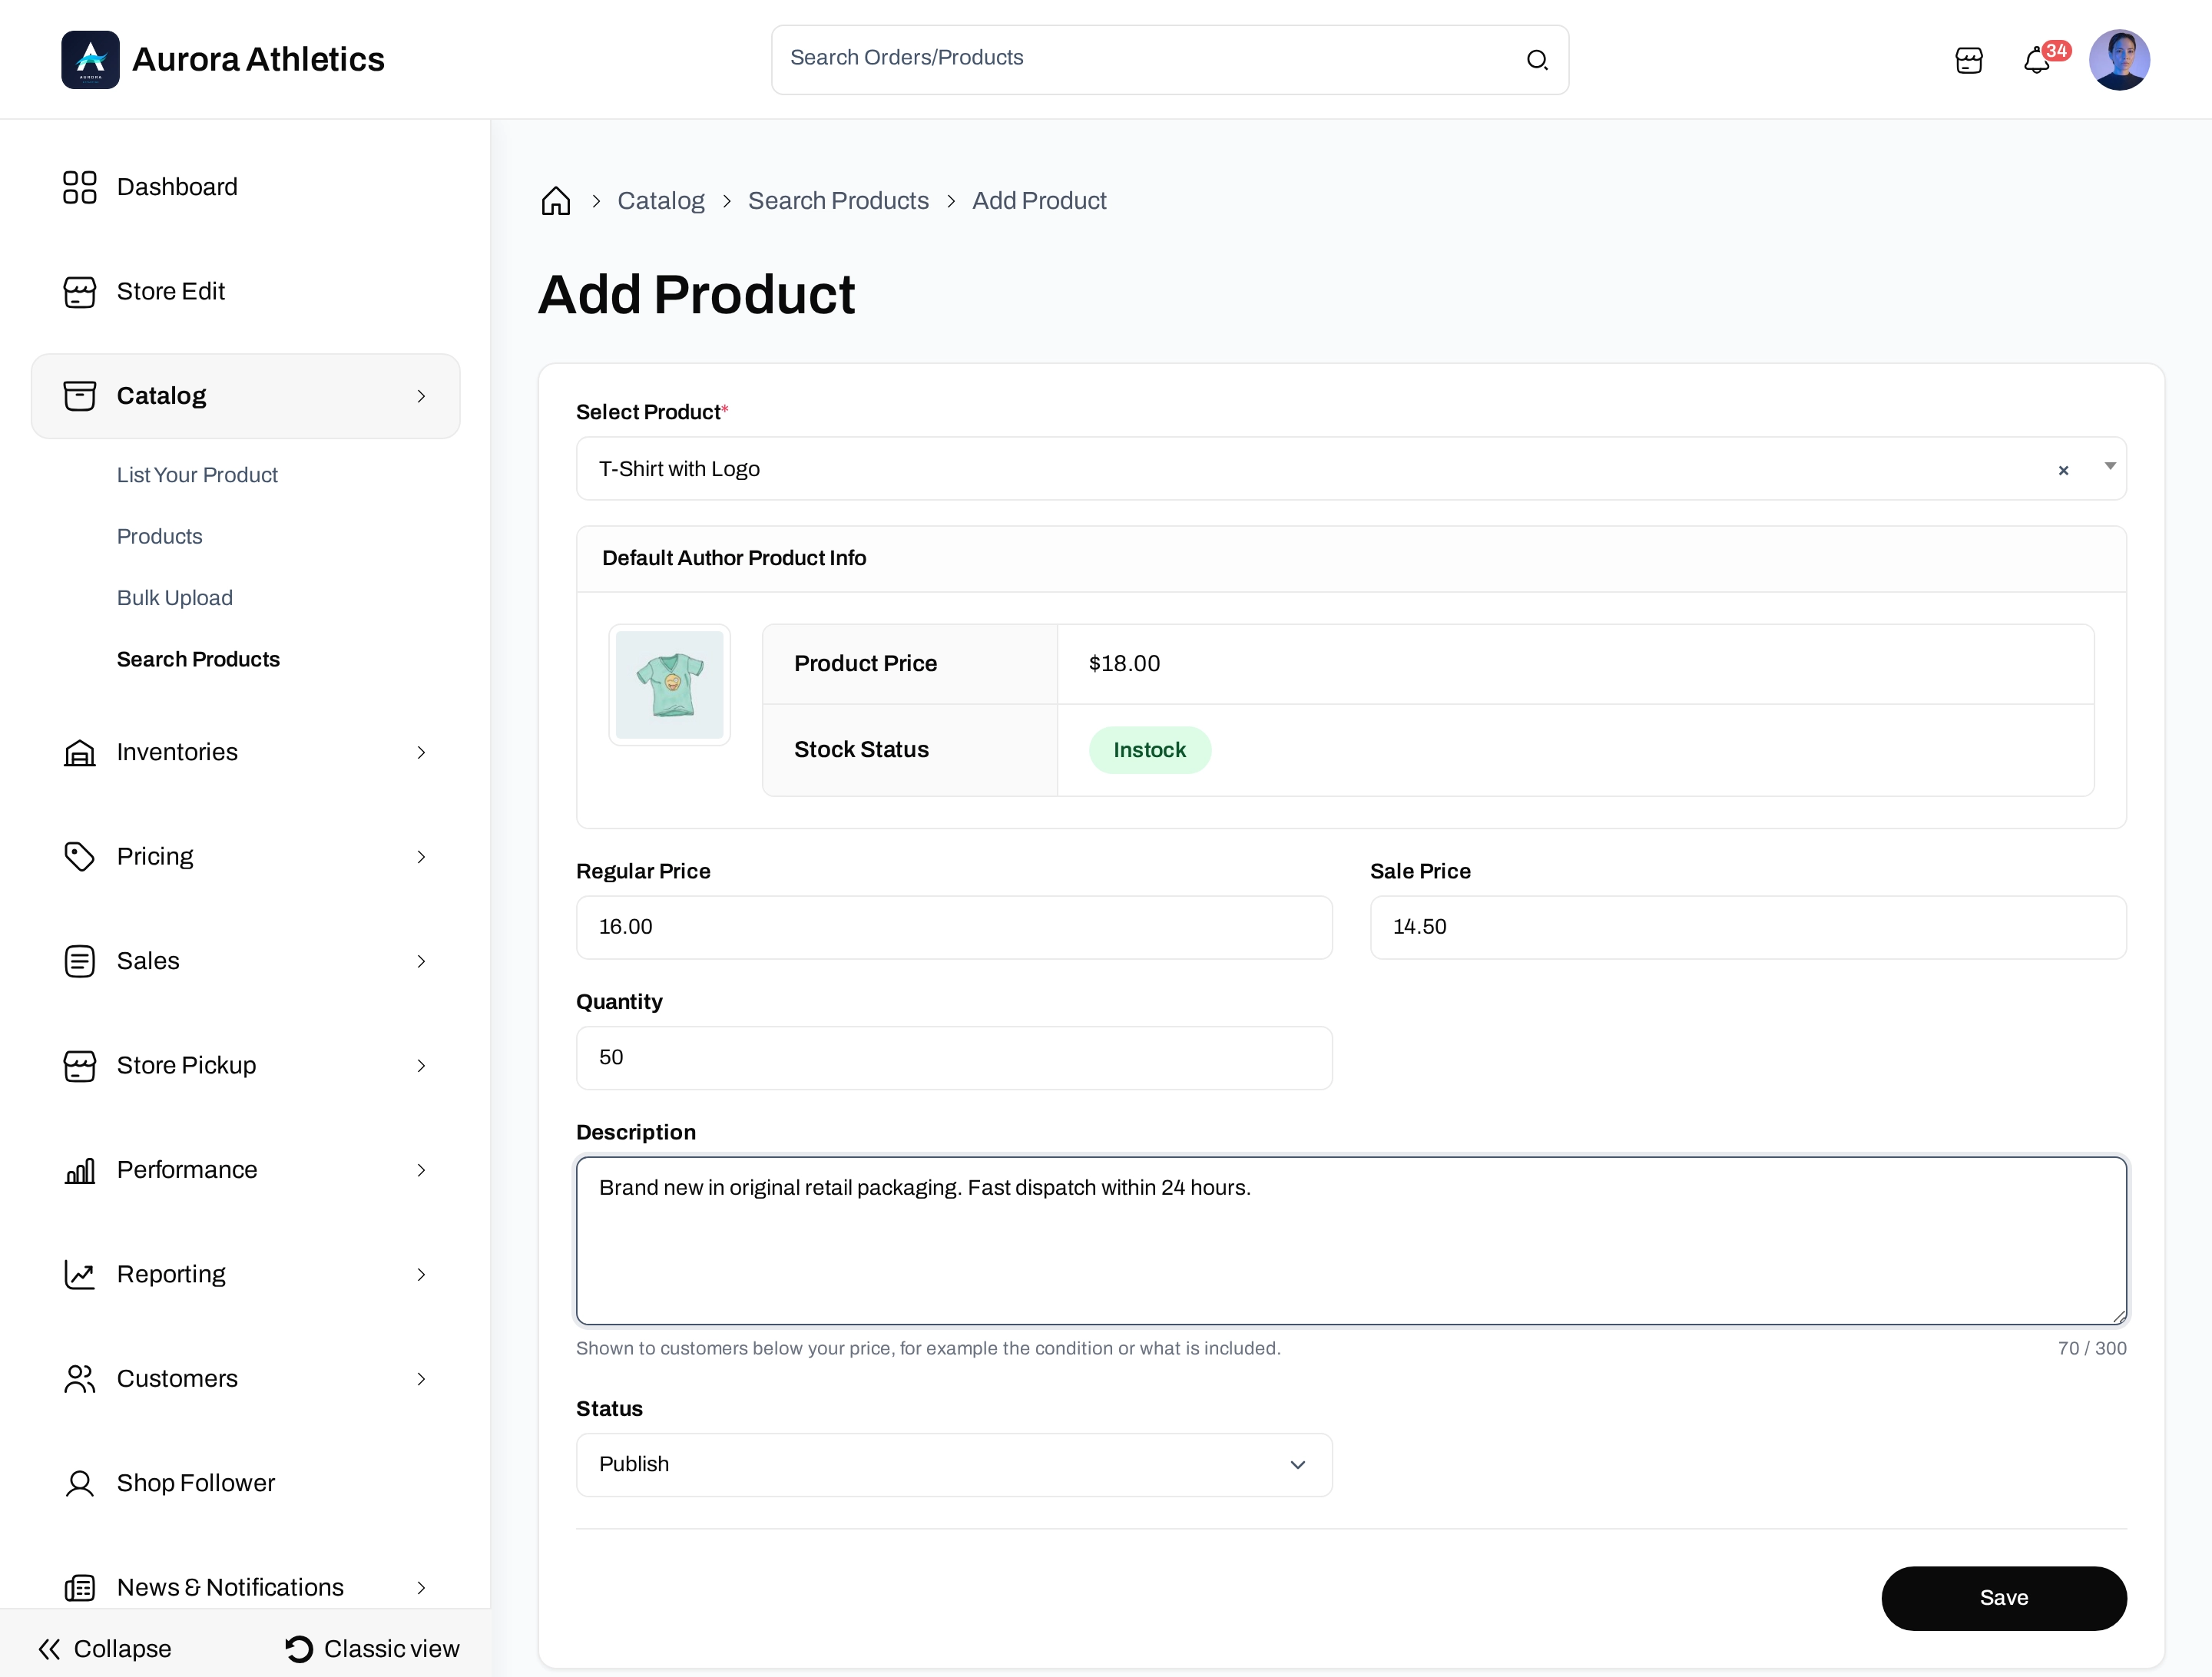 Aurora Athletics
Search Orders/Products
34
Dashboard
Store Edit
Catalog
List Your Product
Products
Bulk Upload
Search Products
Inventories
Pricing
Sales
Store Pickup
Performance
Reporting
Customers
Shop Follower
News & Notifications
Collapse
Classic view
Catalog
Search Products
Add Product
Add Product
Select Product*
T-Shirt with Logo
×
Default Author Product Info
Product Price
$18.00
Stock Status
Instock
Regular Price
16.00
Sale Price
14.50
Quantity
50
Description
Brand new in original retail packaging. Fast dispatch within 24 hours.
Shown to customers below your price, for example the condition or what is included.
70 / 300
Status
Publish
Save